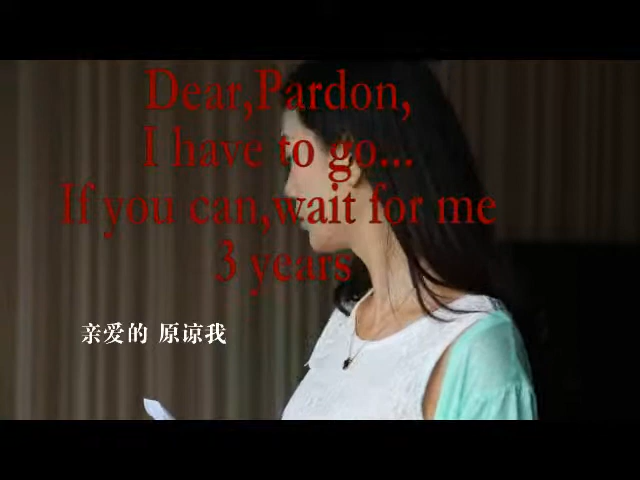 Dear,Pardon,
I have to go...
If you can,wait for me
3 years
亲爱的 原谅我